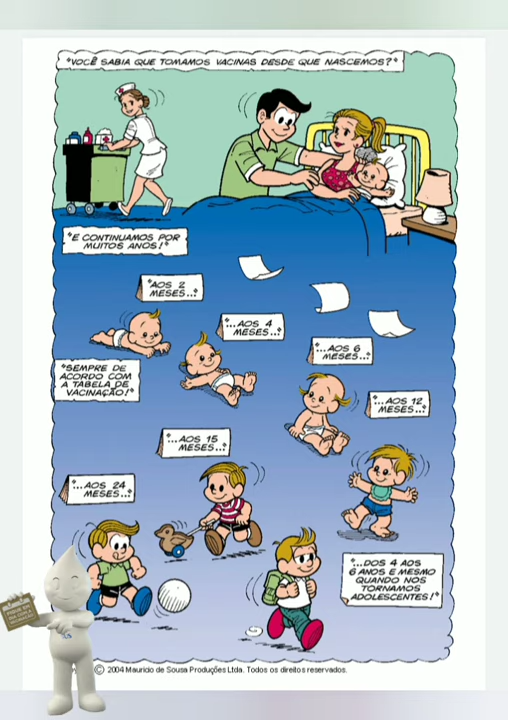 "VOCÊ SABIA QUE TOMAMOS VACINAS DESDE QUE NASCEMOS?"
"E CONTINUAMOS POR
MUITOS ANOS!"
"AOS 2
MESES..."
"...AOS 4
MESES..."
"...AOS 6
MESES..."
"SEMPRE DE
ACORDO COM
A TABELA DE
VACINAÇÃO!"
"...AOS 12
MESES..."
"...AOS 15
MESES..."
"...AOS 24
MESES..."
"...DOS 4 AOS
6 ANOS E MESMO
QUANDO NOS
TORNAMOS
ADOLESCENTES!"
© 2004 Mauricio de Sousa Produções Ltda. Todos os direitos reservados.